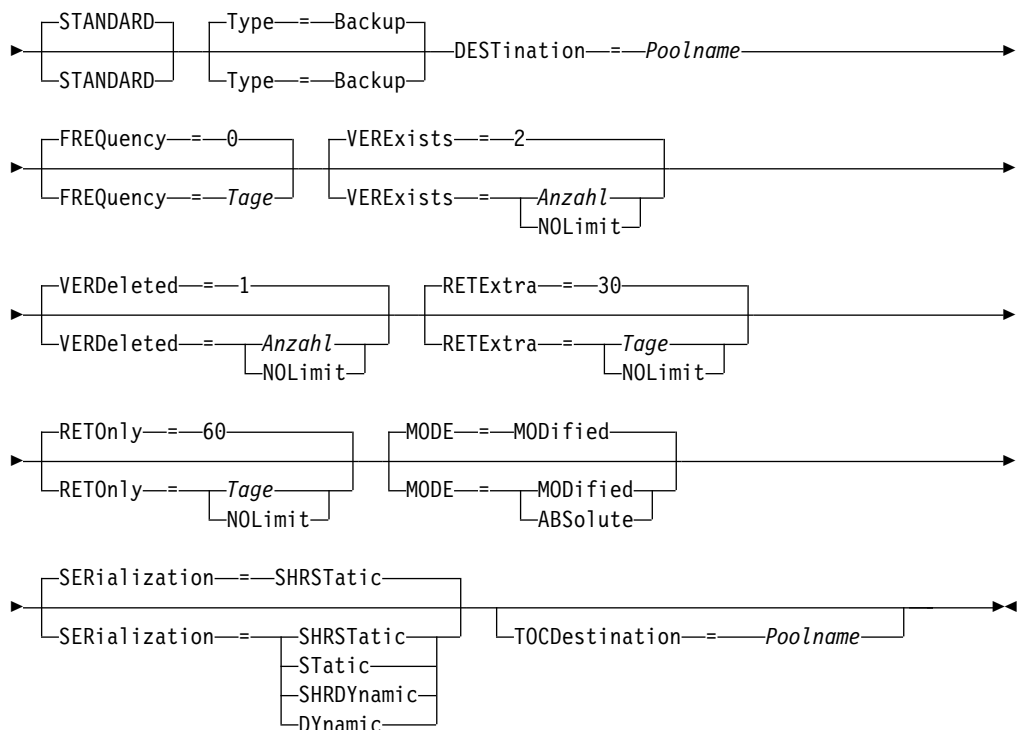 STANDARD Type = Backup
DESTination = Poolname
STANDARD Type = Backup
FREQuency = 0 VERExists = 2
FREQuency = Tage VERExists = Anzahl
NOLimit
VERDeleted = 1 RETExtra = 30
VERDeleted = Anzahl RETExtra = Tage
NOLimit NOLimit
RETOnly = 60 MODE = MODified
RETOnly = Tage MODE = MODified
NOLimit ABSolute
SERialization = SHRSTatic
SERialization = SHRSTatic TOCDestination = Poolname
STatic
SHRDYnamic
DYnamic